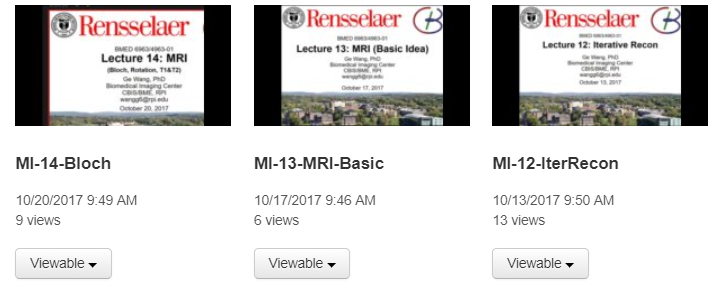 Rensselaer
BMED 6963/4963-01
Lecture 14: MRI
(Bloch, Rotation, T1&T2)
Ge Wang, PhD
Biomedical Imaging Center
CBIS/BME, RPI
wangg6@rpi.edu
October 20, 2017
MI-14-Bloch
10/20/2017 9:49 AM
9 views
Viewable
Rensselaer
BMED 6963/4963-01
Lecture 13: MRI (Basic Idea)
Ge Wang, PhD
Biomedical Imaging Center
CBIS/BME, RPI
wangg6@rpi.edu
October 17, 2017
MI-13-MRI-Basic
10/17/2017 9:46 AM
6 views
Viewable
Rensselaer
BMED 6963/4963-01
Lecture 12: Iterative Recon
Ge Wang, PhD
Biomedical Imaging Center
CBIS/BME, RPI
wangg6@rpi.edu
October 13, 2017
MI-12-IterRecon
10/13/2017 9:50 AM
13 views
Viewable